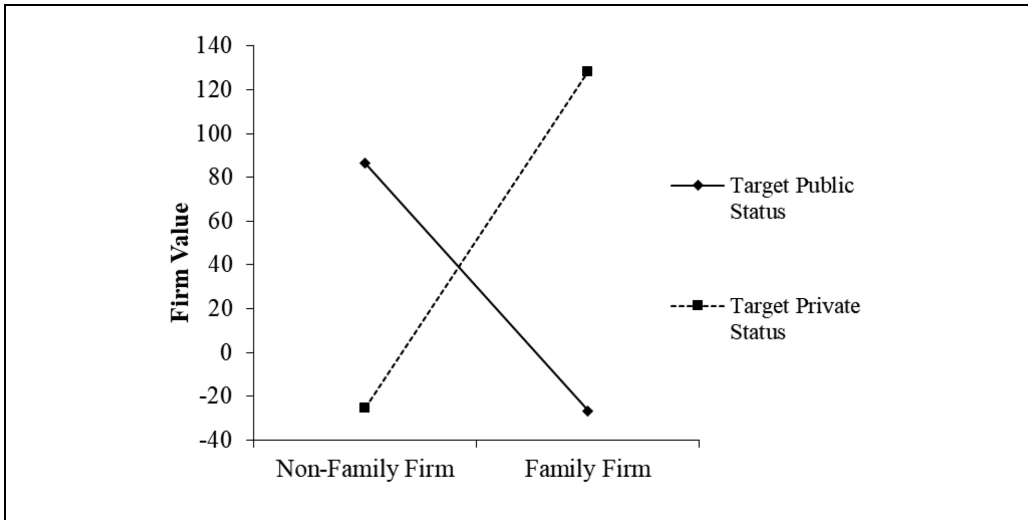 140
120
100
80
60
40
20
0
-20
-40
Firm Value
Non-Family Firm
Family Firm
Target Public
Status
Target Private
Status